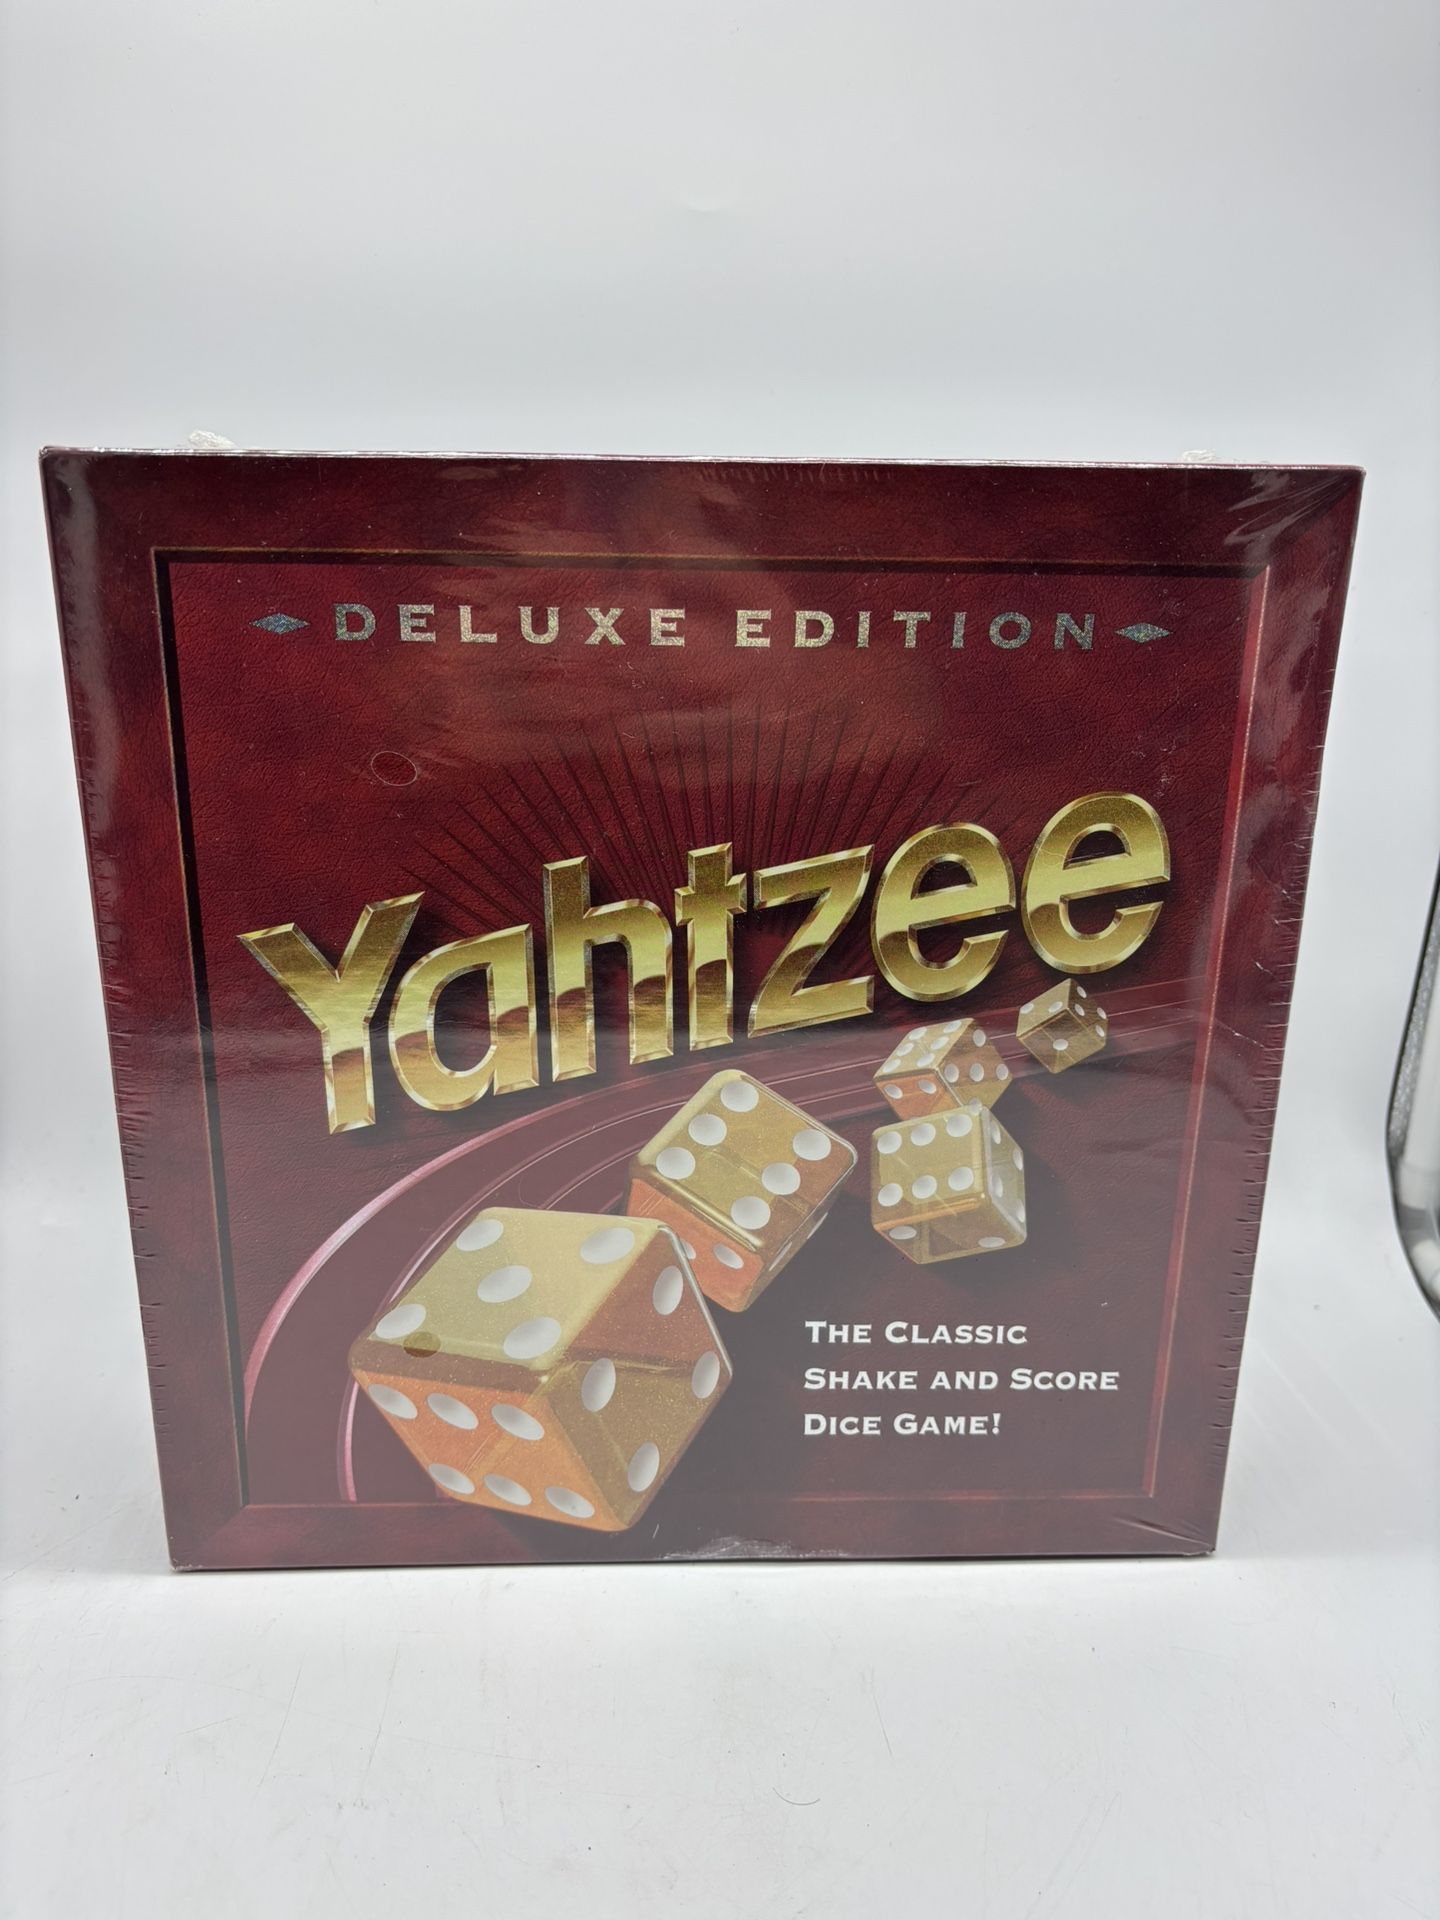 DELUXE EDITION
Yahtzee
THE CLASSIC
SHAKE AND SCORE
DICE GAME!